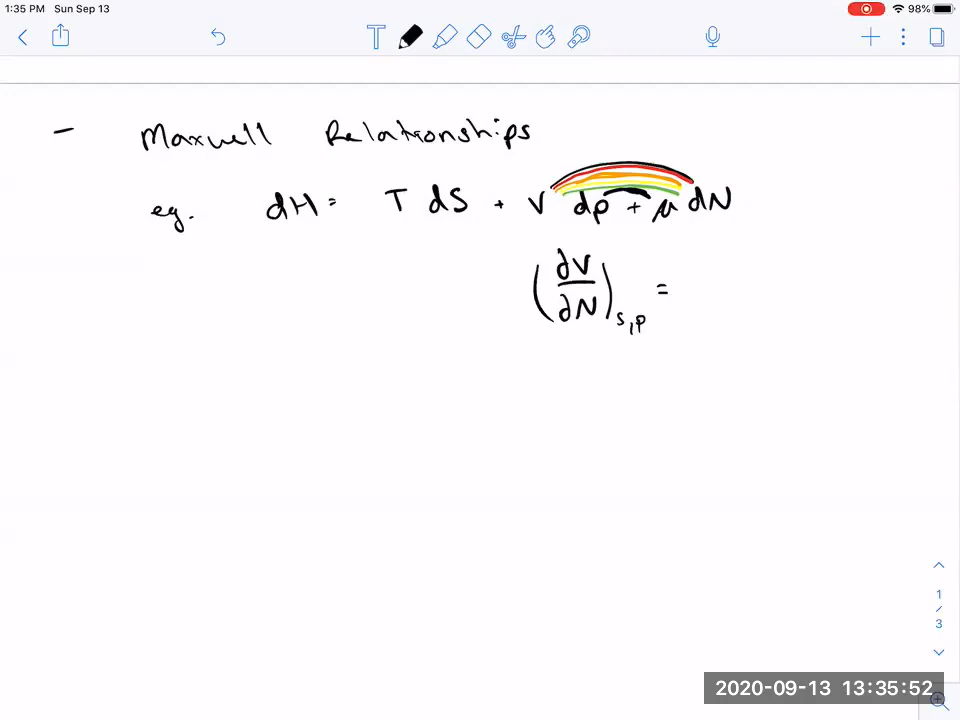 1:35 PM Sun Sep 13 98%
T
– Maxwell Relationships
eg. dH = T dS + V dp + μ dN
(∂V/∂N)S,P =
1
/
3
2020-09-13 13:35:52